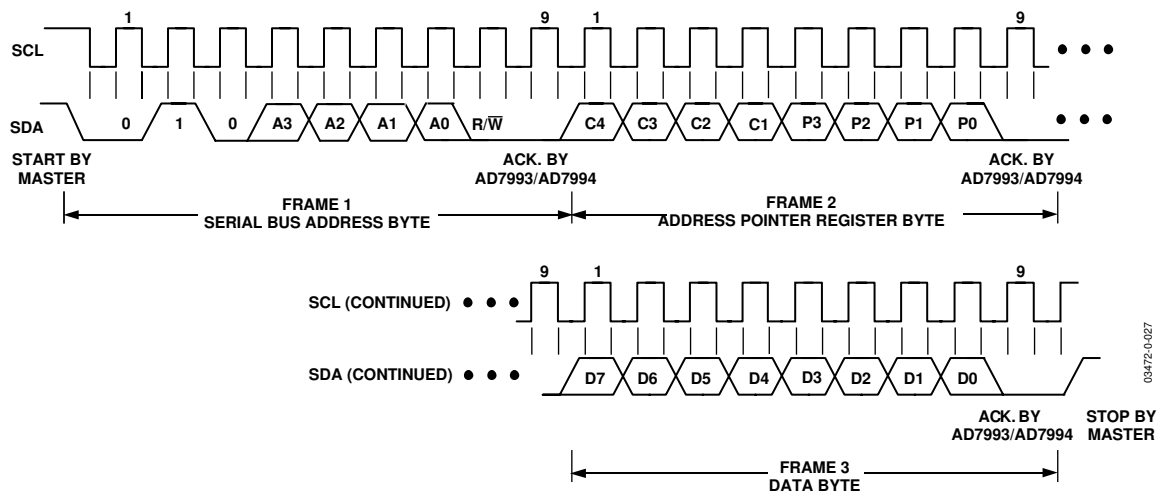 1 9 1 9
SCL
SDA 0 1 0 A3 A2 A1 A0 R/W̅ C4 C3 C2 C1 P3 P2 P1 P0
START BY
MASTER
ACK. BY
AD7993/AD7994
ACK. BY
AD7993/AD7994
FRAME 1
SERIAL BUS ADDRESS BYTE
FRAME 2
ADDRESS POINTER REGISTER BYTE
9 1 9
SCL (CONTINUED)
SDA (CONTINUED) D7 D6 D5 D4 D3 D2 D1 D0
ACK. BY
AD7993/AD7994
STOP BY
MASTER
FRAME 3
DATA BYTE
03472-0-027